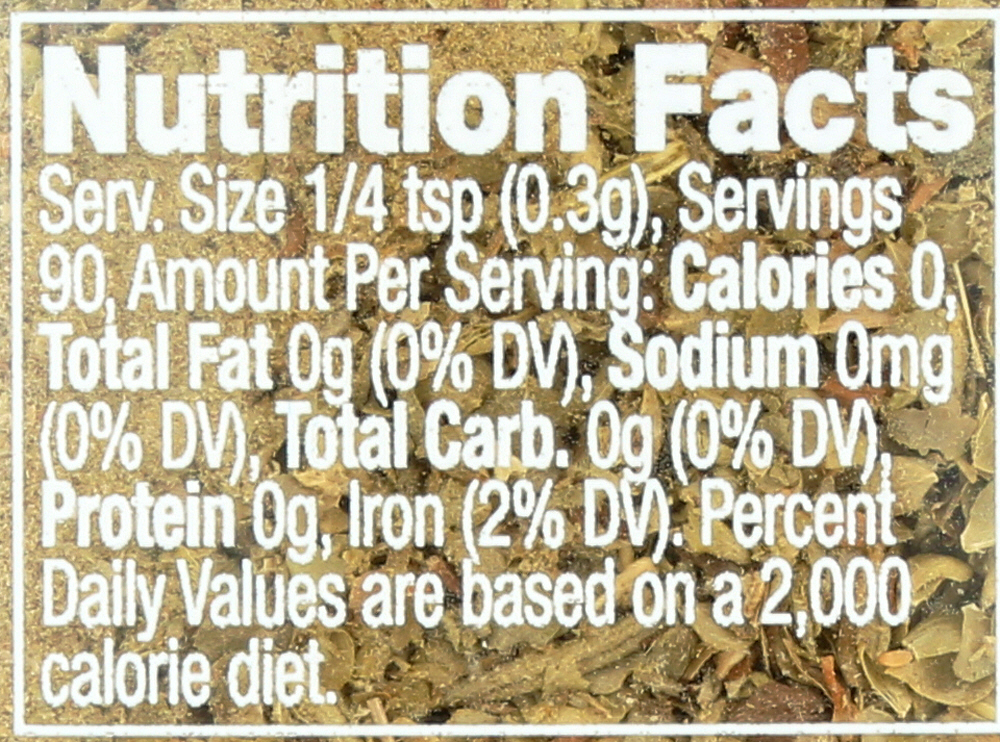 Nutrition Facts
Serv. Size 1/4 tsp (0.3g), Servings
90, Amount Per Serving: Calories 0,
Total Fat 0g (0% DV), Sodium 0mg
(0% DV), Total Carb. 0g (0% DV),
Protein 0g, Iron (2% DV). Percent
Daily Values are based on a 2,000
calorie diet.